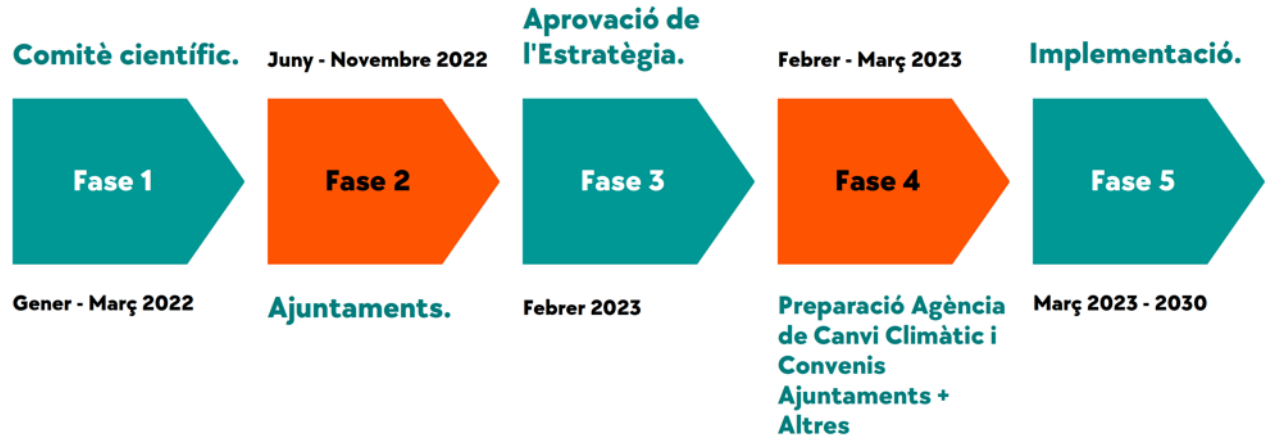 Comitè científic.
Fase 1
Gener - Març 2022
Juny - Novembre 2022
Fase 2
Ajuntaments.
Aprovació de
l'Estratègia.
Fase 3
Febrer 2023
Febrer - Març 2023
Fase 4
Preparació Agència
de Canvi Climàtic i
Convenis
Ajuntaments +
Altres
Implementació.
Fase 5
Març 2023 - 2030